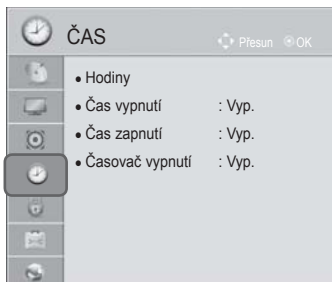 ČAS
Přesun OK
• Hodiny
• Čas vypnutí : Vyp.
• Čas zapnutí : Vyp.
• Časovač vypnutí : Vyp.